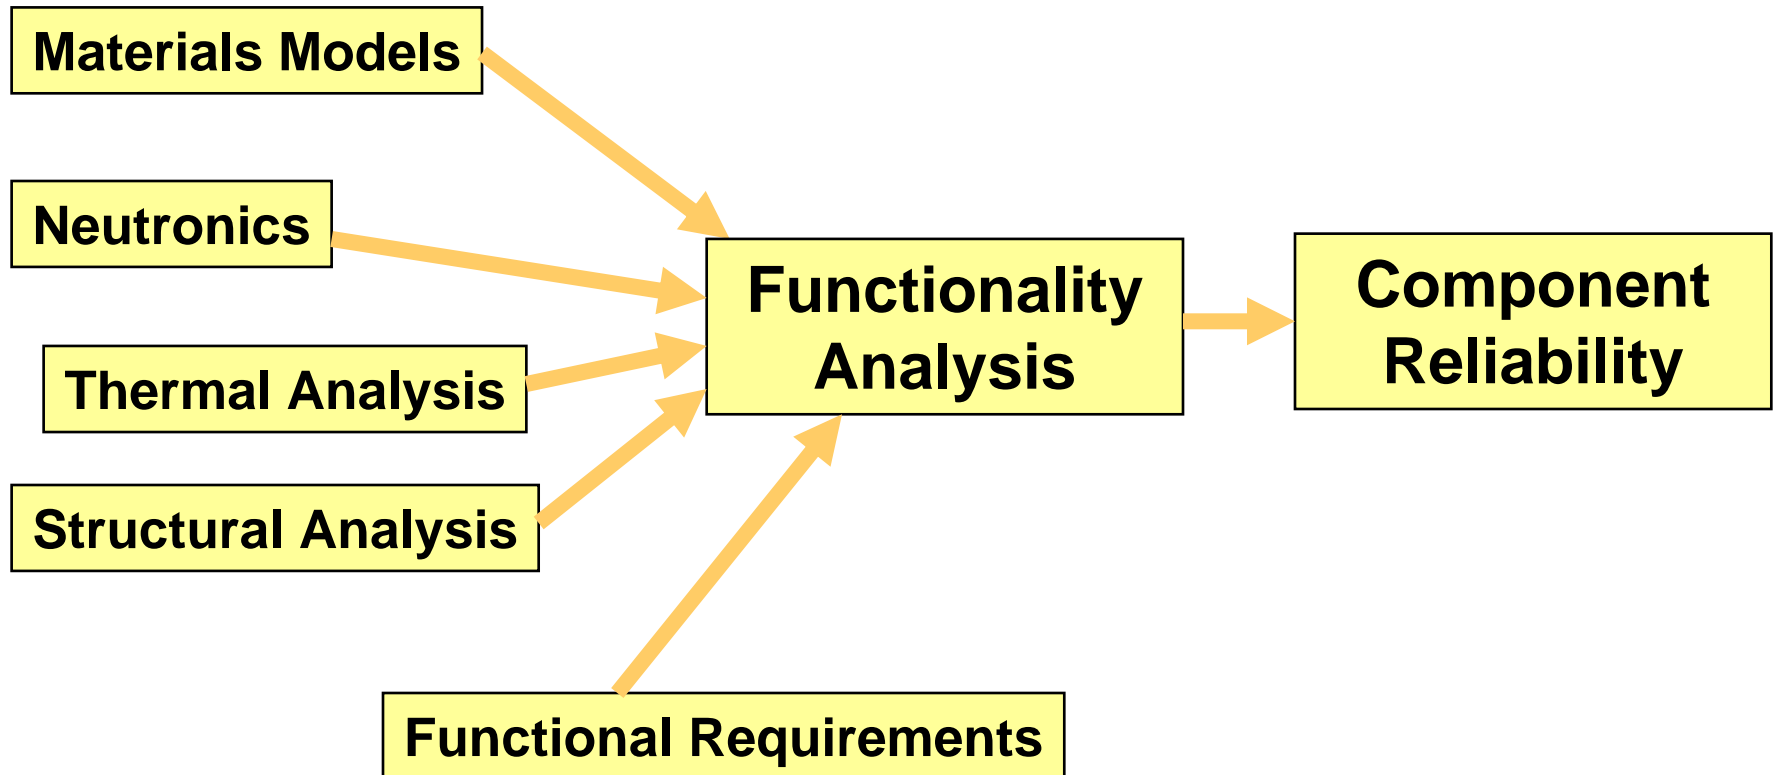 Materials Models
Neutronics
Thermal Analysis
Structural Analysis
Functionality
Analysis
Component
Reliability
Functional Requirements